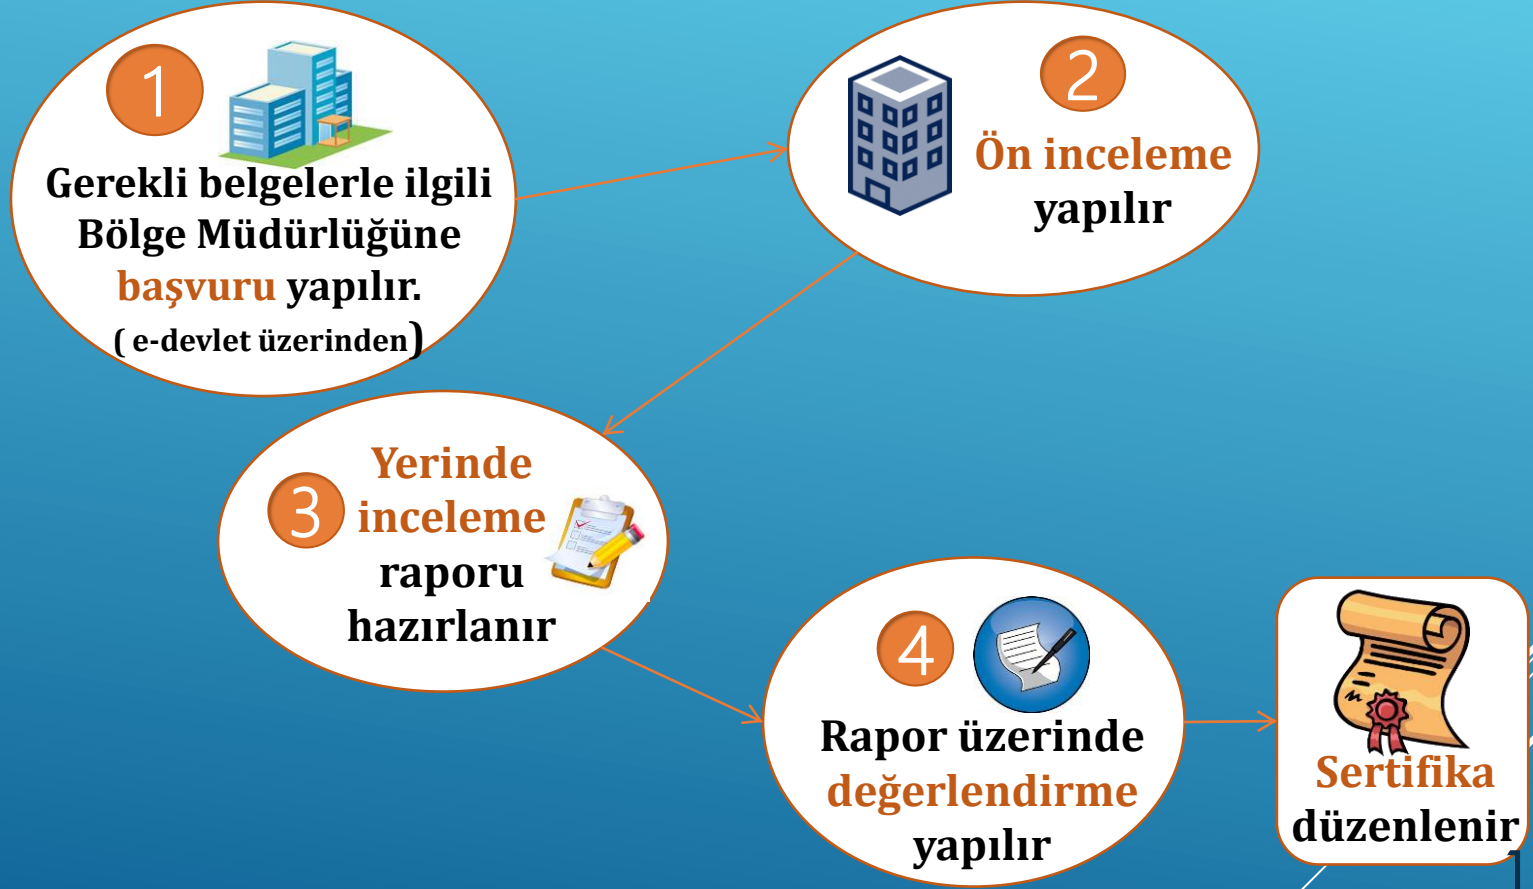 1
Gerekli belgelerle ilgili
Bölge Müdürlüğüne
başvuru yapılır.
( e-devlet üzerinden)
2
Ön inceleme
yapılır
3
Yerinde
inceleme
raporu
hazırlanır
4
Rapor üzerinde
değerlendirme
yapılır
Sertifika
düzenlenir
1